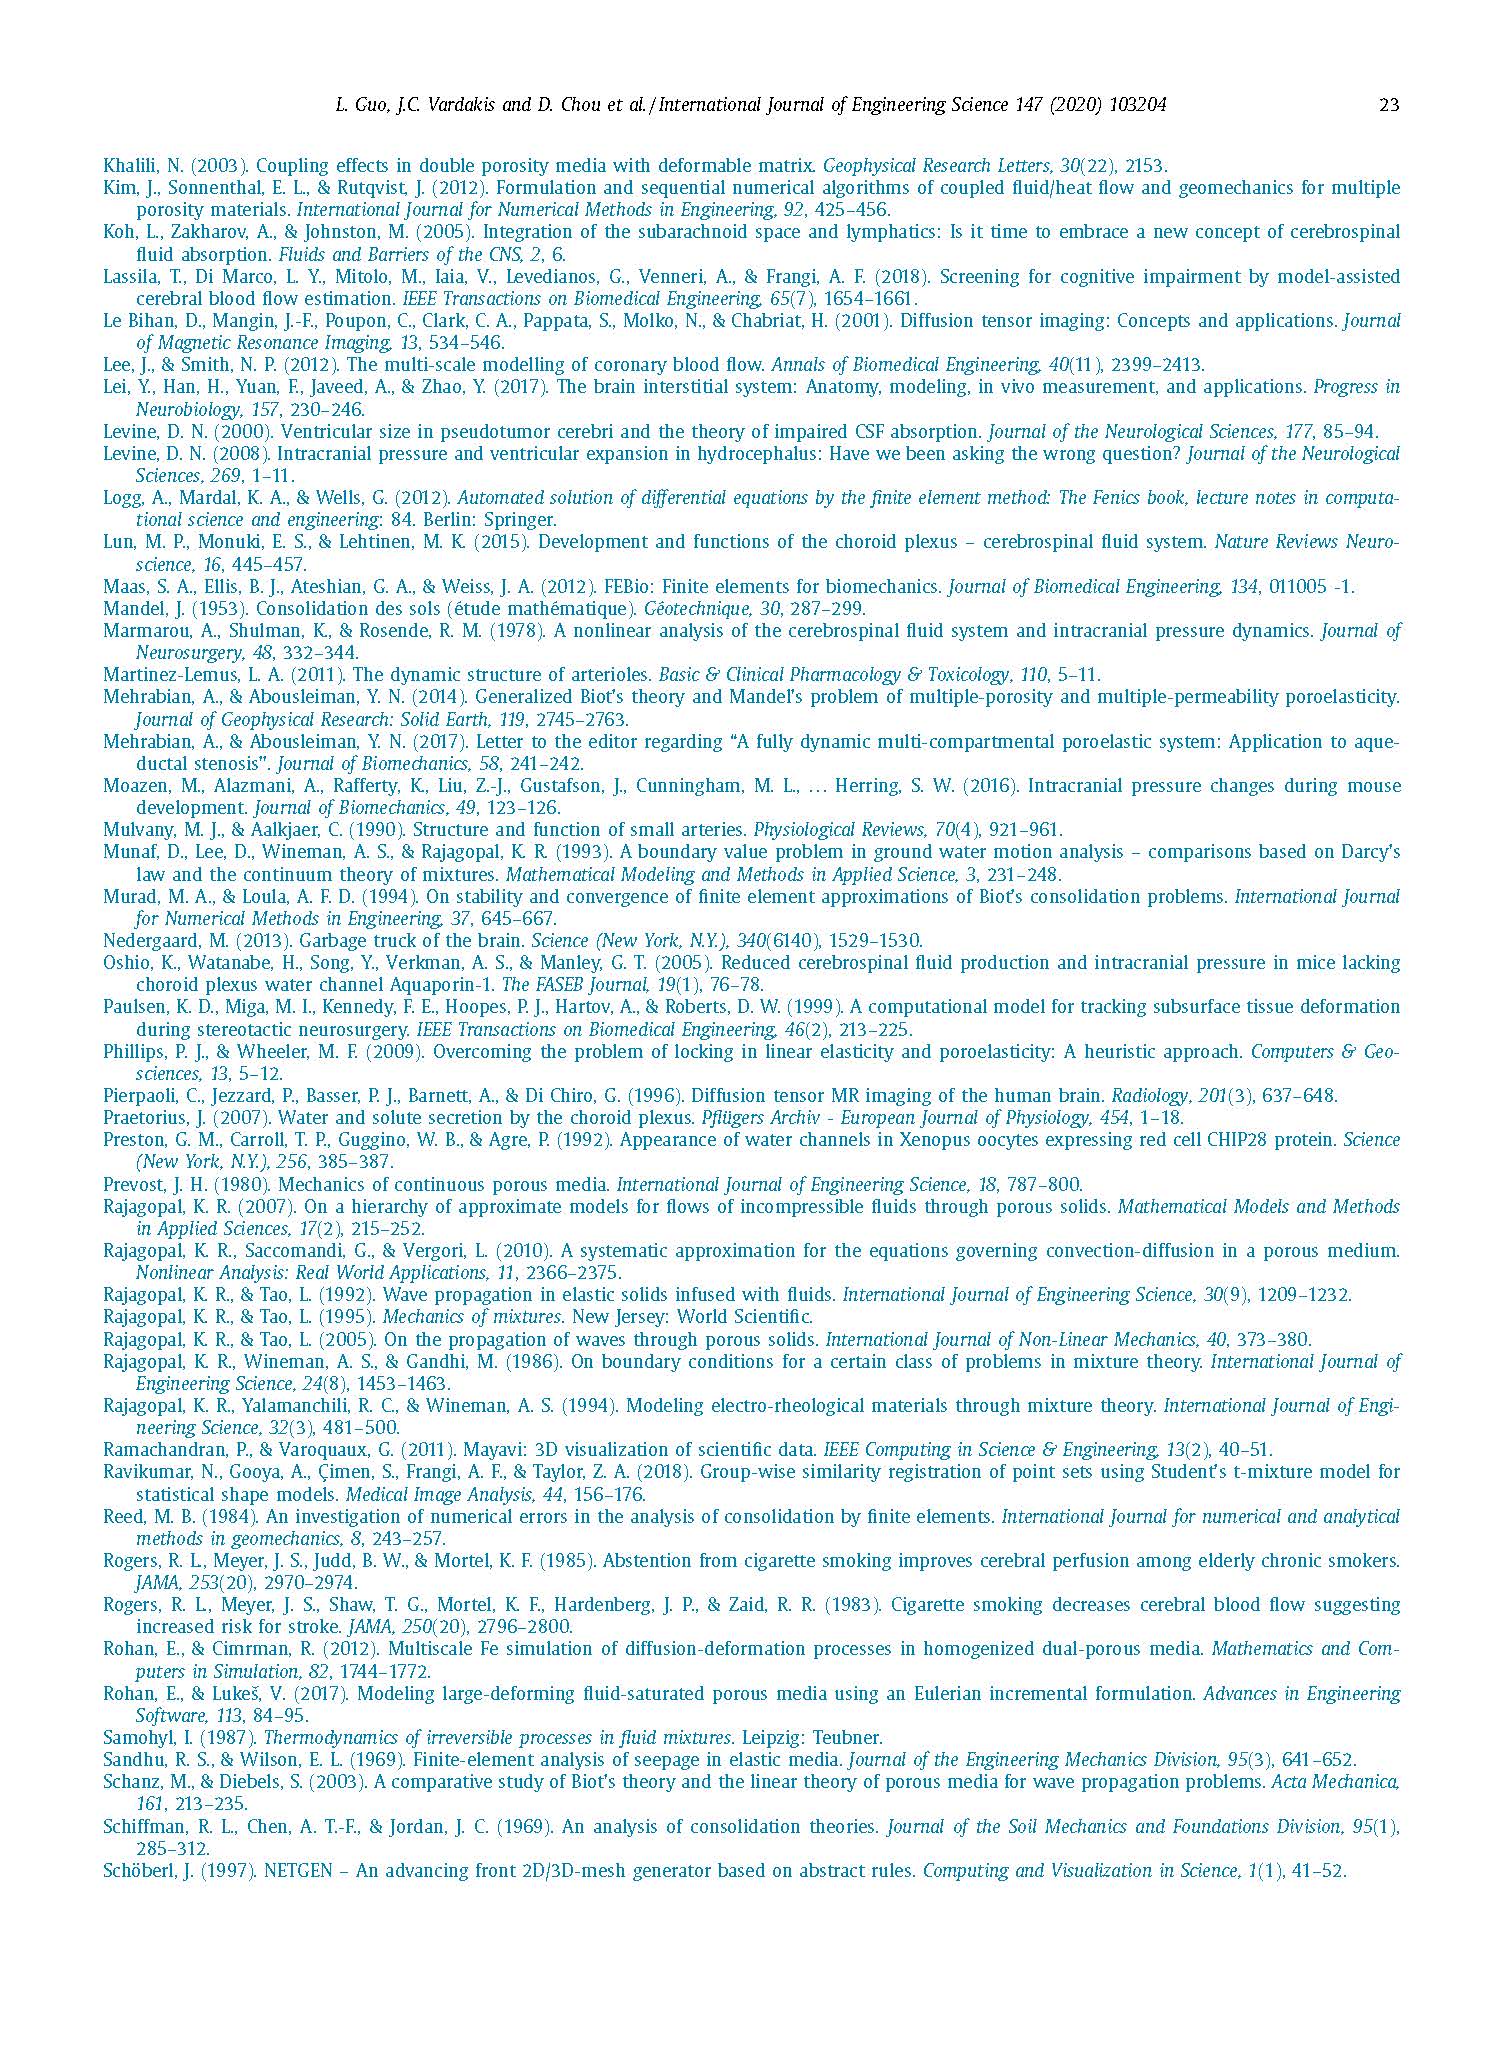 L. Guo, J.C. Vardakis and D. Chou et al. / International Journal of Engineering Science 147 (2020) 103204 23
Khalili, N. (2003). Coupling effects in double porosity media with deformable matrix. Geophysical Research Letters, 30(22), 2153.
Kim, J., Sonnenthal, E. L., & Rutqvist, J. (2012). Formulation and sequential numerical algorithms of coupled fluid/heat flow and geomechanics for multiple
porosity materials. International Journal for Numerical Methods in Engineering, 92, 425–456.
Koh, L., Zakharov, A., & Johnston, M. (2005). Integration of the subarachnoid space and lymphatics: Is it time to embrace a new concept of cerebrospinal
fluid absorption. Fluids and Barriers of the CNS, 2, 6.
Lassila, T., Di Marco, L. Y., Mitolo, M., Iaia, V., Levedianos, G., Venneri, A., & Frangi, A. F. (2018). Screening for cognitive impairment by model-assisted
cerebral blood flow estimation. IEEE Transactions on Biomedical Engineering, 65(7), 1654–1661.
Le Bihan, D., Mangin, J.-F., Poupon, C., Clark, C. A., Pappata, S., Molko, N., & Chabriat, H. (2001). Diffusion tensor imaging: Concepts and applications. Journal
of Magnetic Resonance Imaging, 13, 534–546.
Lee, J., & Smith, N. P. (2012). The multi-scale modelling of coronary blood flow. Annals of Biomedical Engineering, 40(11), 2399–2413.
Lei, Y., Han, H., Yuan, F., Javeed, A., & Zhao, Y. (2017). The brain interstitial system: Anatomy, modeling, in vivo measurement, and applications. Progress in
Neurobiology, 157, 230–246.
Levine, D. N. (2000). Ventricular size in pseudotumor cerebri and the theory of impaired CSF absorption. Journal of the Neurological Sciences, 177, 85–94.
Levine, D. N. (2008). Intracranial pressure and ventricular expansion in hydrocephalus: Have we been asking the wrong question? Journal of the Neurological
Sciences, 269, 1–11.
Logg, A., Mardal, K. A., & Wells, G. (2012). Automated solution of differential equations by the finite element method: The Fenics book, lecture notes in computa-
tional science and engineering: 84. Berlin: Springer.
Lun, M. P., Monuki, E. S., & Lehtinen, M. K. (2015). Development and functions of the choroid plexus – cerebrospinal fluid system. Nature Reviews Neuro-
science, 16, 445–457.
Maas, S. A., Ellis, B. J., Ateshian, G. A., & Weiss, J. A. (2012). FEBio: Finite elements for biomechanics. Journal of Biomedical Engineering, 134, 011005 -1.
Mandel, J. (1953). Consolidation des sols (étude mathématique). Géotechnique, 30, 287–299.
Marmarou, A., Shulman, K., & Rosende, R. M. (1978). A nonlinear analysis of the cerebrospinal fluid system and intracranial pressure dynamics. Journal of
Neurosurgery, 48, 332–344.
Martinez-Lemus, L. A. (2011). The dynamic structure of arterioles. Basic & Clinical Pharmacology & Toxicology, 110, 5–11.
Mehrabian, A., & Abousleiman, Y. N. (2014). Generalized Biot's theory and Mandel's problem of multiple-porosity and multiple-permeability poroelasticity.
Journal of Geophysical Research: Solid Earth, 119, 2745–2763.
Mehrabian, A., & Abousleiman, Y. N. (2017). Letter to the editor regarding “A fully dynamic multi-compartmental poroelastic system: Application to aque-
ductal stenosis”. Journal of Biomechanics, 58, 241–242.
Moazen, M., Alazmani, A., Rafferty, K., Liu, Z.-J., Gustafson, J., Cunningham, M. L., … Herring, S. W. (2016). Intracranial pressure changes during mouse
development. Journal of Biomechanics, 49, 123–126.
Mulvany, M. J., & Aalkjaer, C. (1990). Structure and function of small arteries. Physiological Reviews, 70(4), 921–961.
Munaf, D., Lee, D., Wineman, A. S., & Rajagopal, K. R. (1993). A boundary value problem in ground water motion analysis – comparisons based on Darcy's
law and the continuum theory of mixtures. Mathematical Modeling and Methods in Applied Science, 3, 231–248.
Murad, M. A., & Loula, A. F. D. (1994). On stability and convergence of finite element approximations of Biot's consolidation problems. International Journal
for Numerical Methods in Engineering, 37, 645–667.
Nedergaard, M. (2013). Garbage truck of the brain. Science (New York, N.Y.), 340(6140), 1529–1530.
Oshio, K., Watanabe, H., Song, Y., Verkman, A. S., & Manley, G. T. (2005). Reduced cerebrospinal fluid production and intracranial pressure in mice lacking
choroid plexus water channel Aquaporin-1. The FASEB Journal, 19(1), 76–78.
Paulsen, K. D., Miga, M. I., Kennedy, F. E., Hoopes, P. J., Hartov, A., & Roberts, D. W. (1999). A computational model for tracking subsurface tissue deformation
during stereotactic neurosurgery. IEEE Transactions on Biomedical Engineering, 46(2), 213–225.
Phillips, P. J., & Wheeler, M. F. (2009). Overcoming the problem of locking in linear elasticity and poroelasticity: A heuristic approach. Computers & Geo-
sciences, 13, 5–12.
Pierpaoli, C., Jezzard, P., Basser, P. J., Barnett, A., & Di Chiro, G. (1996). Diffusion tensor MR imaging of the human brain. Radiology, 201(3), 637–648.
Praetorius, J. (2007). Water and solute secretion by the choroid plexus. Pflügers Archiv - European Journal of Physiology, 454, 1–18.
Preston, G. M., Carroll, T. P., Guggino, W. B., & Agre, P. (1992). Appearance of water channels in Xenopus oocytes expressing red cell CHIP28 protein. Science
(New York, N.Y.), 256, 385–387.
Prevost, J. H. (1980). Mechanics of continuous porous media. International Journal of Engineering Science, 18, 787–800.
Rajagopal, K. R. (2007). On a hierarchy of approximate models for flows of incompressible fluids through porous solids. Mathematical Models and Methods
in Applied Sciences, 17(2), 215–252.
Rajagopal, K. R., Saccomandi, G., & Vergori, L. (2010). A systematic approximation for the equations governing convection-diffusion in a porous medium.
Nonlinear Analysis: Real World Applications, 11, 2366–2375.
Rajagopal, K. R., & Tao, L. (1992). Wave propagation in elastic solids infused with fluids. International Journal of Engineering Science, 30(9), 1209–1232.
Rajagopal, K. R., & Tao, L. (1995). Mechanics of mixtures. New Jersey: World Scientific.
Rajagopal, K. R., & Tao, L. (2005). On the propagation of waves through porous solids. International Journal of Non-Linear Mechanics, 40, 373–380.
Rajagopal, K. R., Wineman, A. S., & Gandhi, M. (1986). On boundary conditions for a certain class of problems in mixture theory. International Journal of
Engineering Science, 24(8), 1453–1463.
Rajagopal, K. R., Yalamanchili, R. C., & Wineman, A. S. (1994). Modeling electro-rheological materials through mixture theory. International Journal of Engi-
neering Science, 32(3), 481–500.
Ramachandran, P., & Varoquaux, G. (2011). Mayavi: 3D visualization of scientific data. IEEE Computing in Science & Engineering, 13(2), 40–51.
Ravikumar, N., Gooya, A., Çimen, S., Frangi, A. F., & Taylor, Z. A. (2018). Group-wise similarity registration of point sets using Student's t-mixture model for
statistical shape models. Medical Image Analysis, 44, 156–176.
Reed, M. B. (1984). An investigation of numerical errors in the analysis of consolidation by finite elements. International Journal for numerical and analytical
methods in geomechanics, 8, 243–257.
Rogers, R. L., Meyer, J. S., Judd, B. W., & Mortel, K. F. (1985). Abstention from cigarette smoking improves cerebral perfusion among elderly chronic smokers.
JAMA, 253(20), 2970–2974.
Rogers, R. L., Meyer, J. S., Shaw, T. G., Mortel, K. F., Hardenberg, J. P., & Zaid, R. R. (1983). Cigarette smoking decreases cerebral blood flow suggesting
increased risk for stroke. JAMA, 250(20), 2796–2800.
Rohan, E., & Cimrman, R. (2012). Multiscale Fe simulation of diffusion-deformation processes in homogenized dual-porous media. Mathematics and Com-
puters in Simulation, 82, 1744–1772.
Rohan, E., & Lukeš, V. (2017). Modeling large-deforming fluid-saturated porous media using an Eulerian incremental formulation. Advances in Engineering
Software, 113, 84–95.
Samohyl, I. (1987). Thermodynamics of irreversible processes in fluid mixtures. Leipzig: Teubner.
Sandhu, R. S., & Wilson, E. L. (1969). Finite-element analysis of seepage in elastic media. Journal of the Engineering Mechanics Division, 95(3), 641–652.
Schanz, M., & Diebels, S. (2003). A comparative study of Biot's theory and the linear theory of porous media for wave propagation problems. Acta Mechanica,
161, 213–235.
Schiffman, R. L., Chen, A. T.-F., & Jordan, J. C. (1969). An analysis of consolidation theories. Journal of the Soil Mechanics and Foundations Division, 95(1),
285–312.
Schöberl, J. (1997). NETGEN – An advancing front 2D/3D-mesh generator based on abstract rules. Computing and Visualization in Science, 1(1), 41–52.